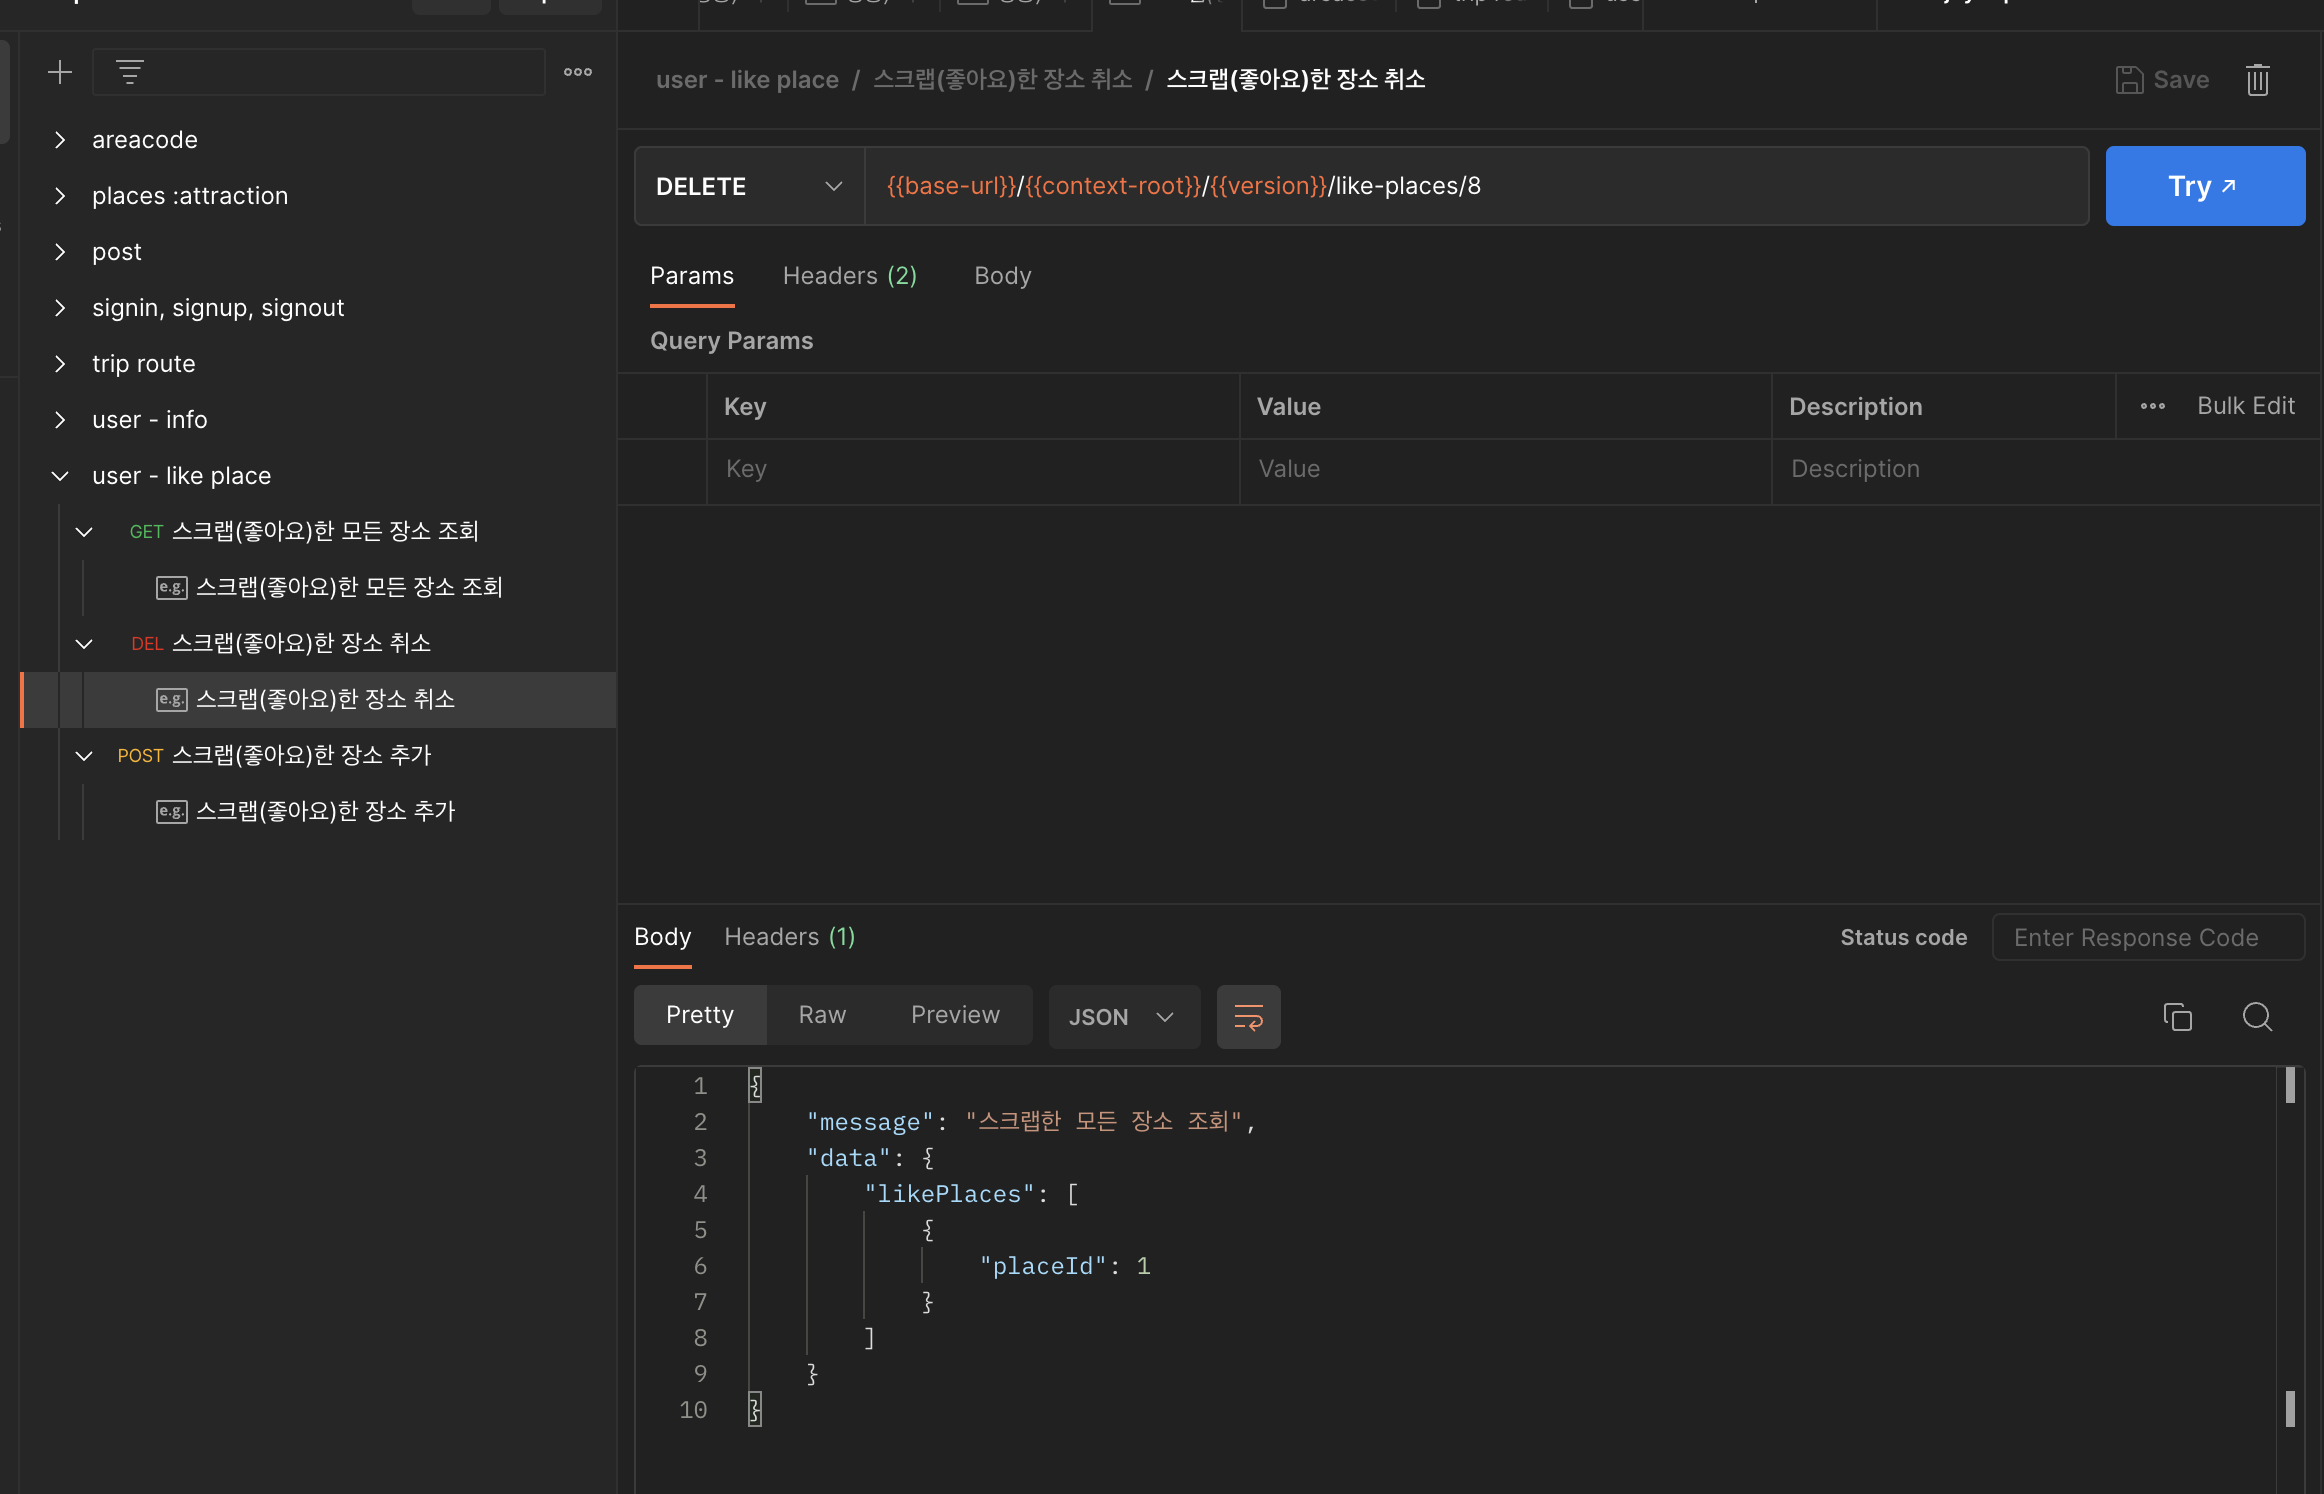 areacode
places :attraction
post
signin, signup, signout
trip route
user - info
user - like place
GET 스크랩(좋아요)한 모든 장소 조회
e.g. 스크랩(좋아요)한 모든 장소 조회
DEL 스크랩(좋아요)한 장소 취소
e.g. 스크랩(좋아요)한 장소 취소
POST 스크랩(좋아요)한 장소 추가
e.g. 스크랩(좋아요)한 장소 추가
user - like place / 스크랩(좋아요)한 장소 취소 / 스크랩(좋아요)한 장소 취소
Save
DELETE {{base-url}}/{{context-root}}/{{version}}/like-places/8
Try
Params Headers (2) Body
Query Params
Key Value Description Bulk Edit
Key Value Description
Body Headers (1) Status code Enter Response Code
Pretty Raw Preview JSON
1 {
2 "message": "스크랩한 모든 장소 조회",
3 "data": {
4 "likePlaces": [
5 {
6 "placeId": 1
7 }
8 ]
9 }
10 }